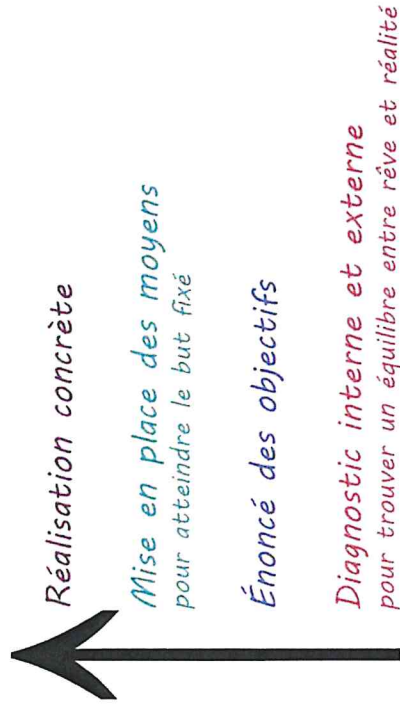 Réalisation concrète
Mise en place des moyens
pour atteindre le but fixé
Énoncé des objectifs
Diagnostic interne et externe
pour trouver un équilibre entre rêve et réalité